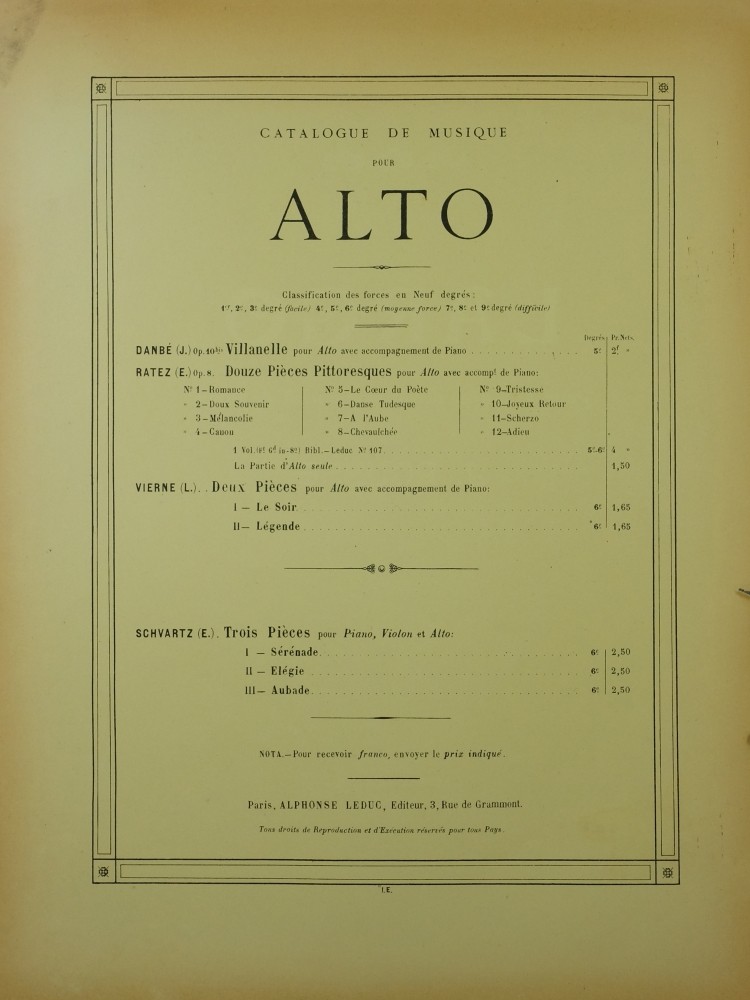 CATALOGUE DE MUSIQUE
POUR
ALTO
Classification des forces en Neuf degrés:
1er, 2e, 3e degré (facile) 4e, 5e, 6e degré (moyenne force) 7e, 8e et 9e degré (difficile)
Degrés Pr. Nets.
DANBÉ (J.) Op. 10bis Villanelle pour Alto avec accompagnement de Piano . . . 5e 2f "
RATEZ (E.) Op. 8. Douze Pièces Pittoresques pour Alto avec accompt de Piano:
No 1 – Romance No 5 – Le Cœur du Poète No 9 – Tristesse
" 2 – Doux Souvenir " 6 – Danse Tudesque " 10 – Joyeux Retour
" 3 – Mélancolie " 7 – A l'Aube " 11 – Scherzo
" 4 – Canon " 8 – Chevauchée " 12 – Adieu
1 Vol. (Gd in-8o) Bibl. – Leduc No 107. . . . 5e-6e 4 "
La Partie d'Alto seule . . . 1,50
VIERNE (L.) . . Deux Pièces pour Alto avec accompagnement de Piano:
I — Le Soir . . . 6e 1,65
II — Légende . . . 6e 1,65
SCHVARTZ (E.) . Trois Pièces pour Piano, Violon et Alto:
I — Sérénade . . . 6e 2,50
II — Elégie . . . 6e 2,50
III — Aubade . . . 6e 2,50
NOTA. — Pour recevoir franco, envoyer le prix indiqué.
Paris, ALPHONSE LEDUC, Editeur, 3, Rue de Grammont.
Tous droits de Reproduction et d'Exécution réservés pour tous Pays.
I.E.